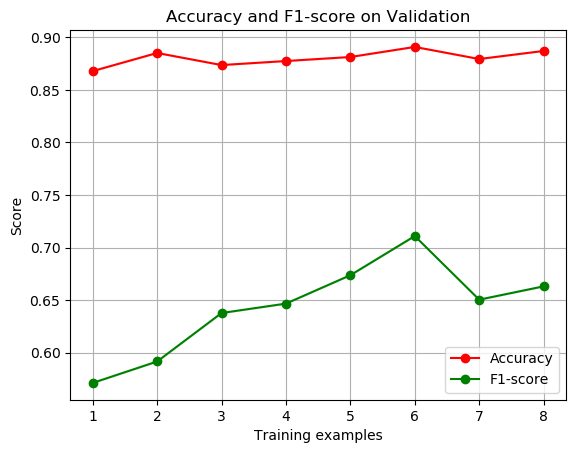 Accuracy and F1-score on Validation
0.90
0.85
0.80
0.75
0.70
0.65
0.60
Score
Accuracy
F1-score
1 2 3 4 5 6 7 8
Training examples